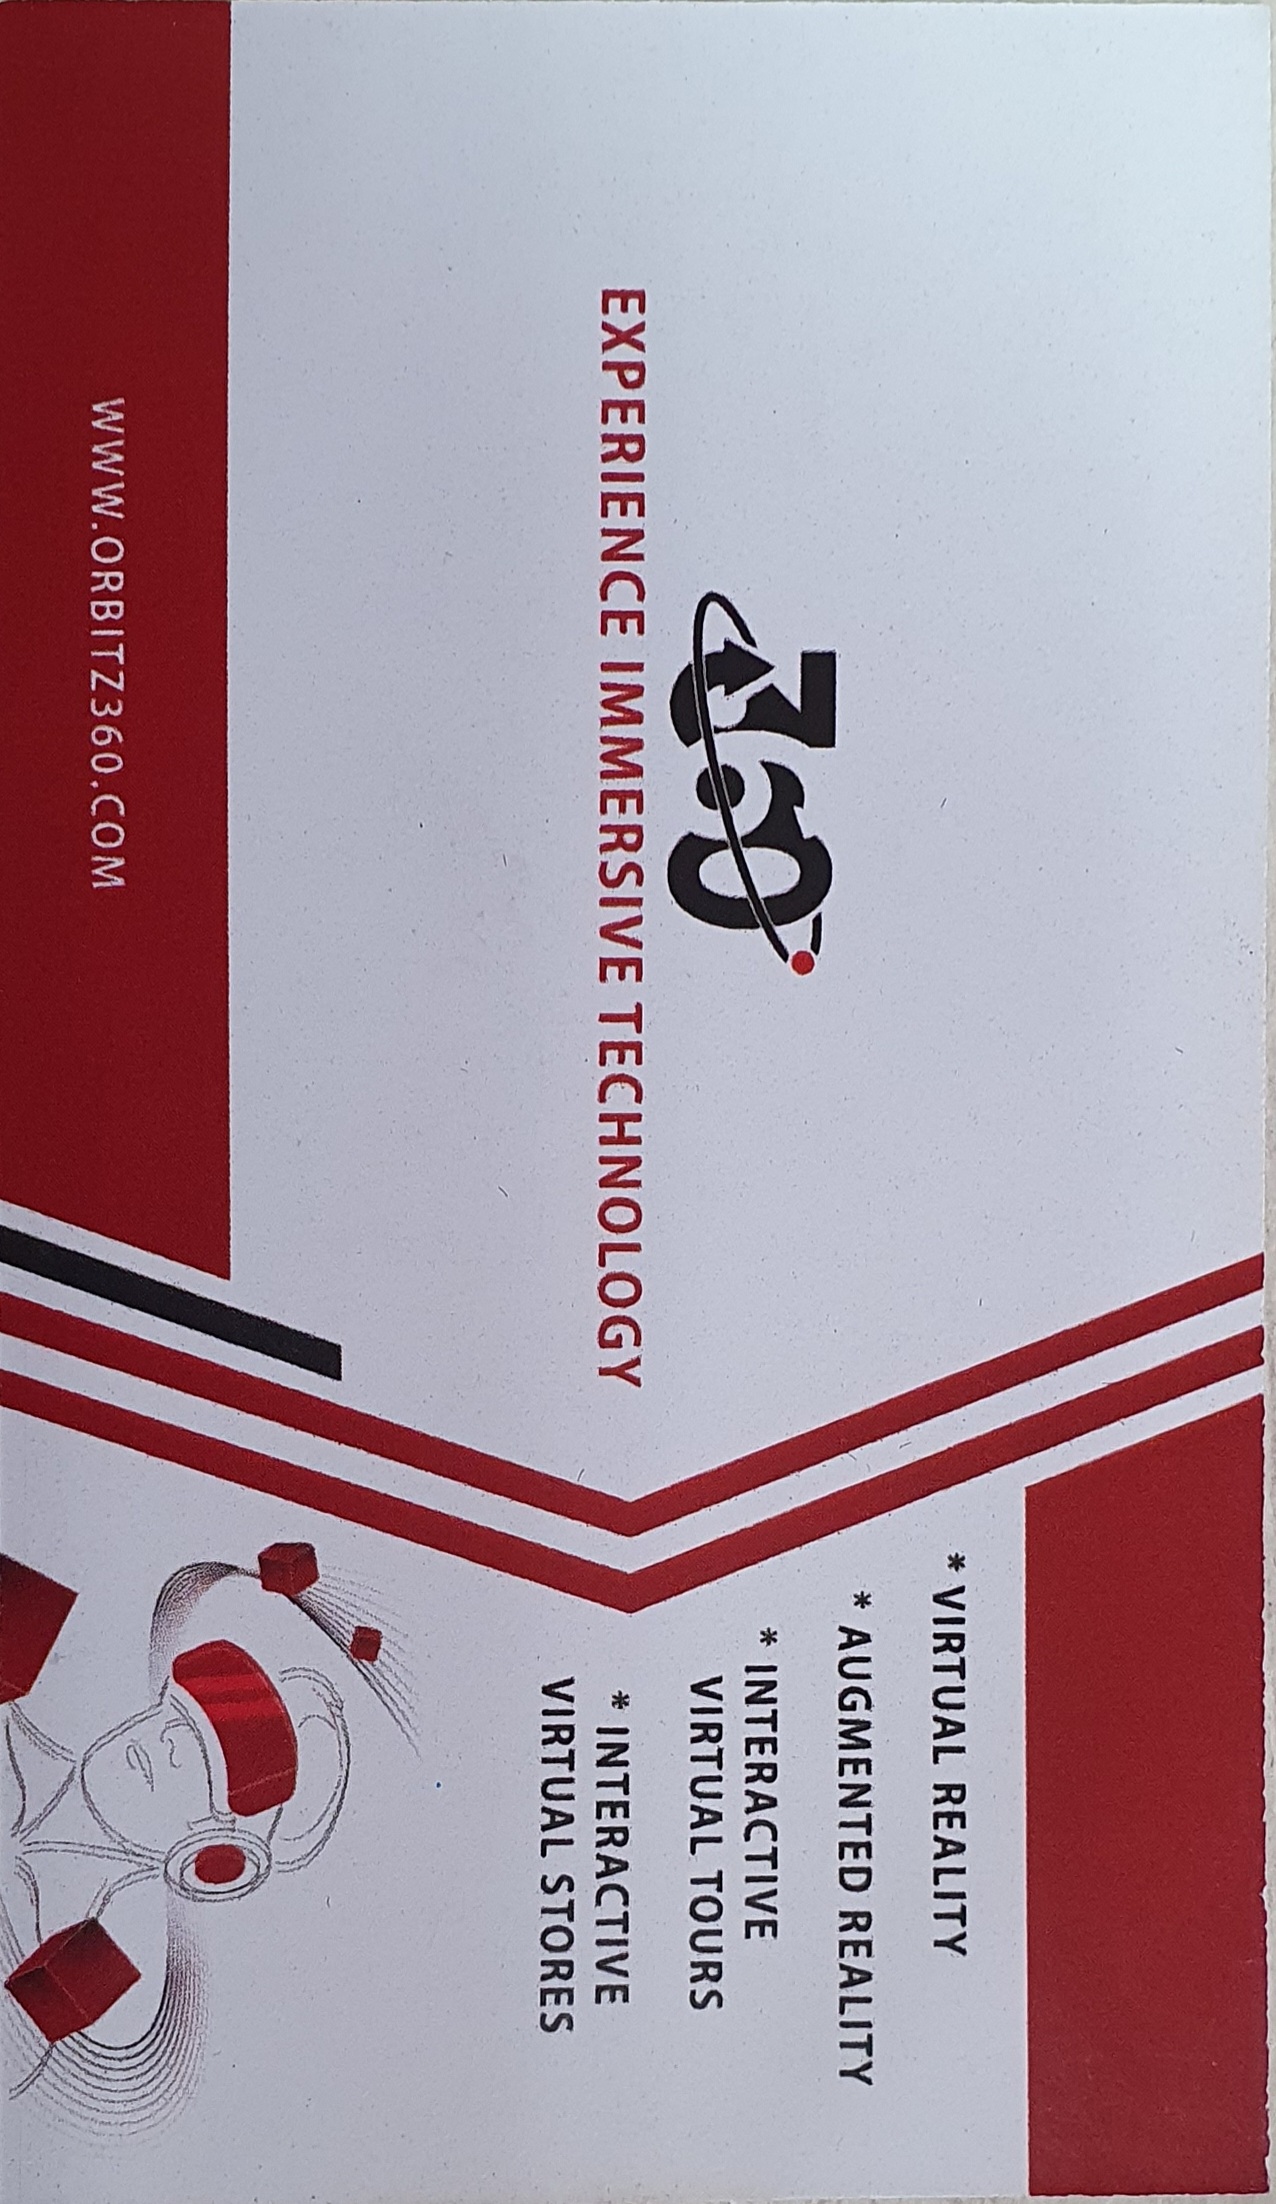 360
EXPERIENCE IMMERSIVE TECHNOLOGY
WWW.ORBITZ360.COM
* VIRTUAL REALITY
* AUGMENTED REALITY
* INTERACTIVE
VIRTUAL TOURS
* INTERACTIVE
VIRTUAL STORES